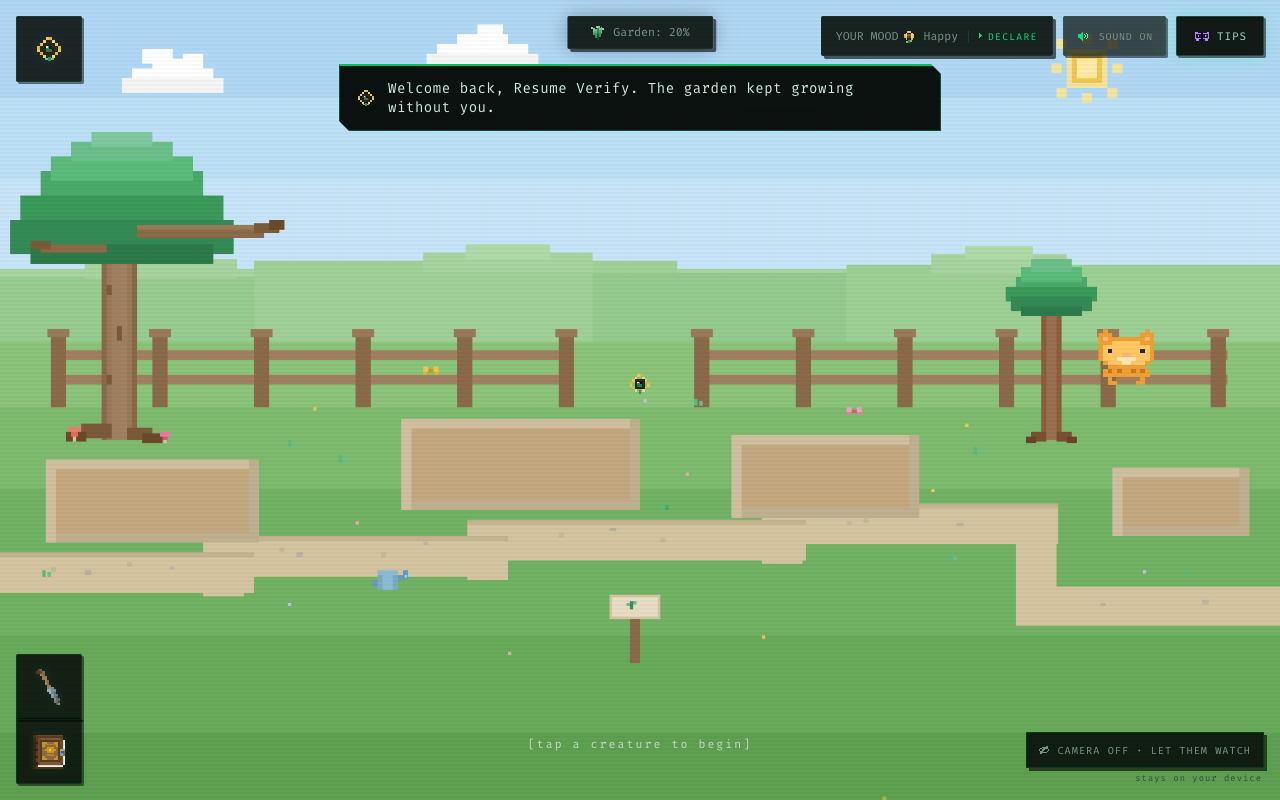 Garden: 20%
YOUR MOOD Happy DECLARE
SOUND ON
TIPS
Welcome back, Resume Verify. The garden kept growing
without you.
[tap a creature to begin]
CAMERA OFF · LET THEM WATCH
stays on your device